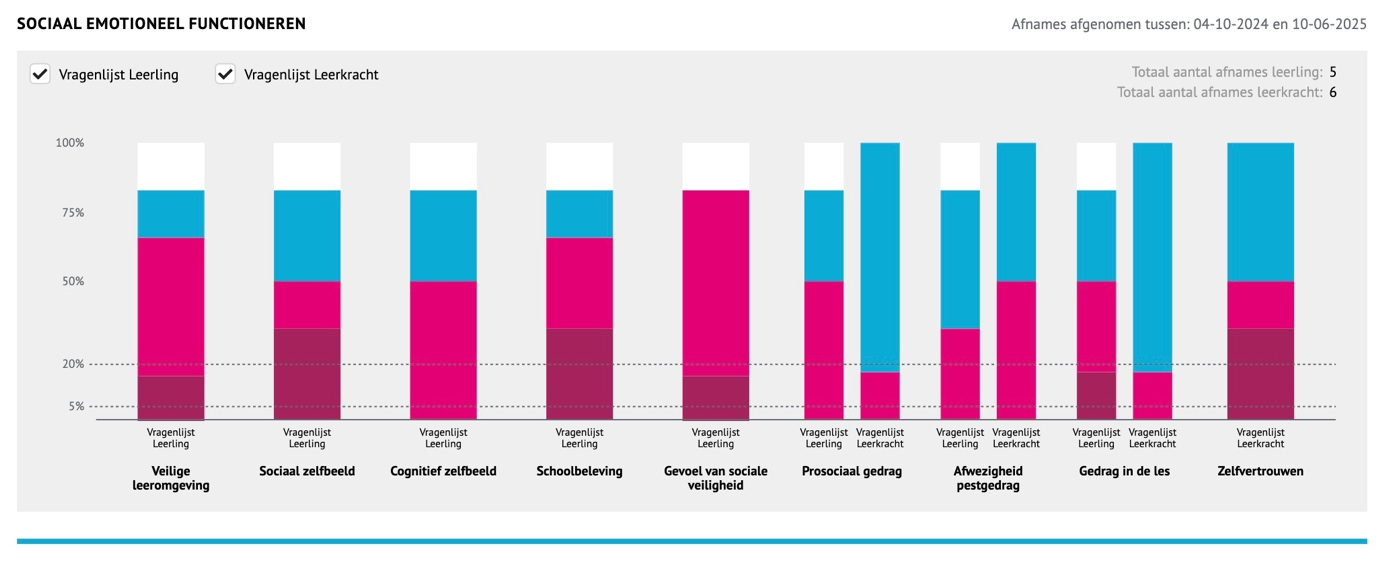 SOCIAAL EMOTIONEEL FUNCTIONEREN
Afnames afgenomen tussen: 04-10-2024 en 10-06-2025
Vragenlijst Leerling
Vragenlijst Leerkracht
Totaal aantal afnames leerling: 5
Totaal aantal afnames leerkracht: 6
100%
75%
50%
20%
5%
Vragenlijst
Leerling
Veilige
leeromgeving
Vragenlijst
Leerling
Sociaal zelfbeeld
Vragenlijst
Leerling
Cognitief zelfbeeld
Vragenlijst
Leerling
Schoolbeleving
Vragenlijst
Leerling
Gevoel van sociale
veiligheid
Vragenlijst
Leerling
Vragenlijst
Leerkracht
Prosociaal gedrag
Vragenlijst
Leerling
Vragenlijst
Leerkracht
Afwezigheid
pestgedrag
Vragenlijst
Leerling
Vragenlijst
Leerkracht
Gedrag in de les
Vragenlijst
Leerkracht
Zelfvertrouwen